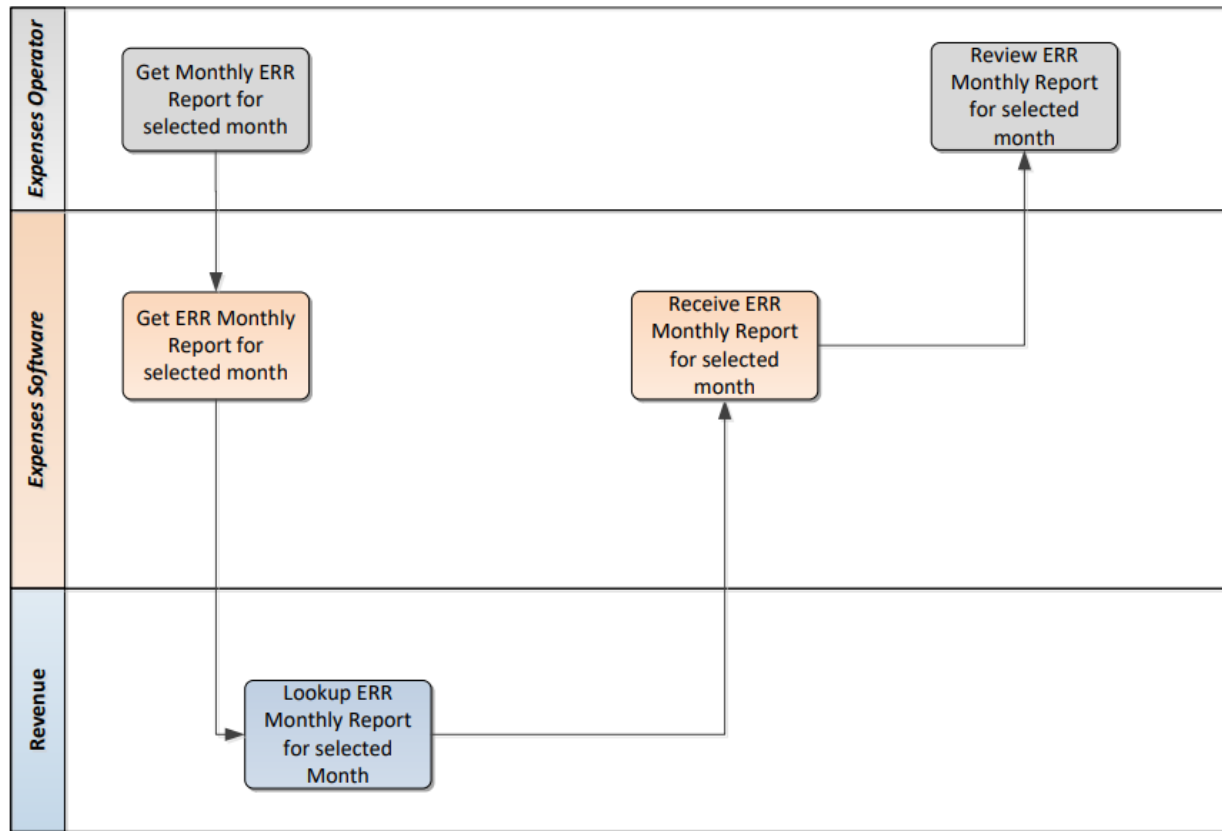 Expenses Operator
Get Monthly ERR
Report for
selected month
Review ERR
Monthly Report
for selected
month
Expenses Software
Get ERR Monthly
Report for
selected month
Receive ERR
Monthly Report
for selected
month
Revenue
Lookup ERR
Monthly Report
for selected
Month